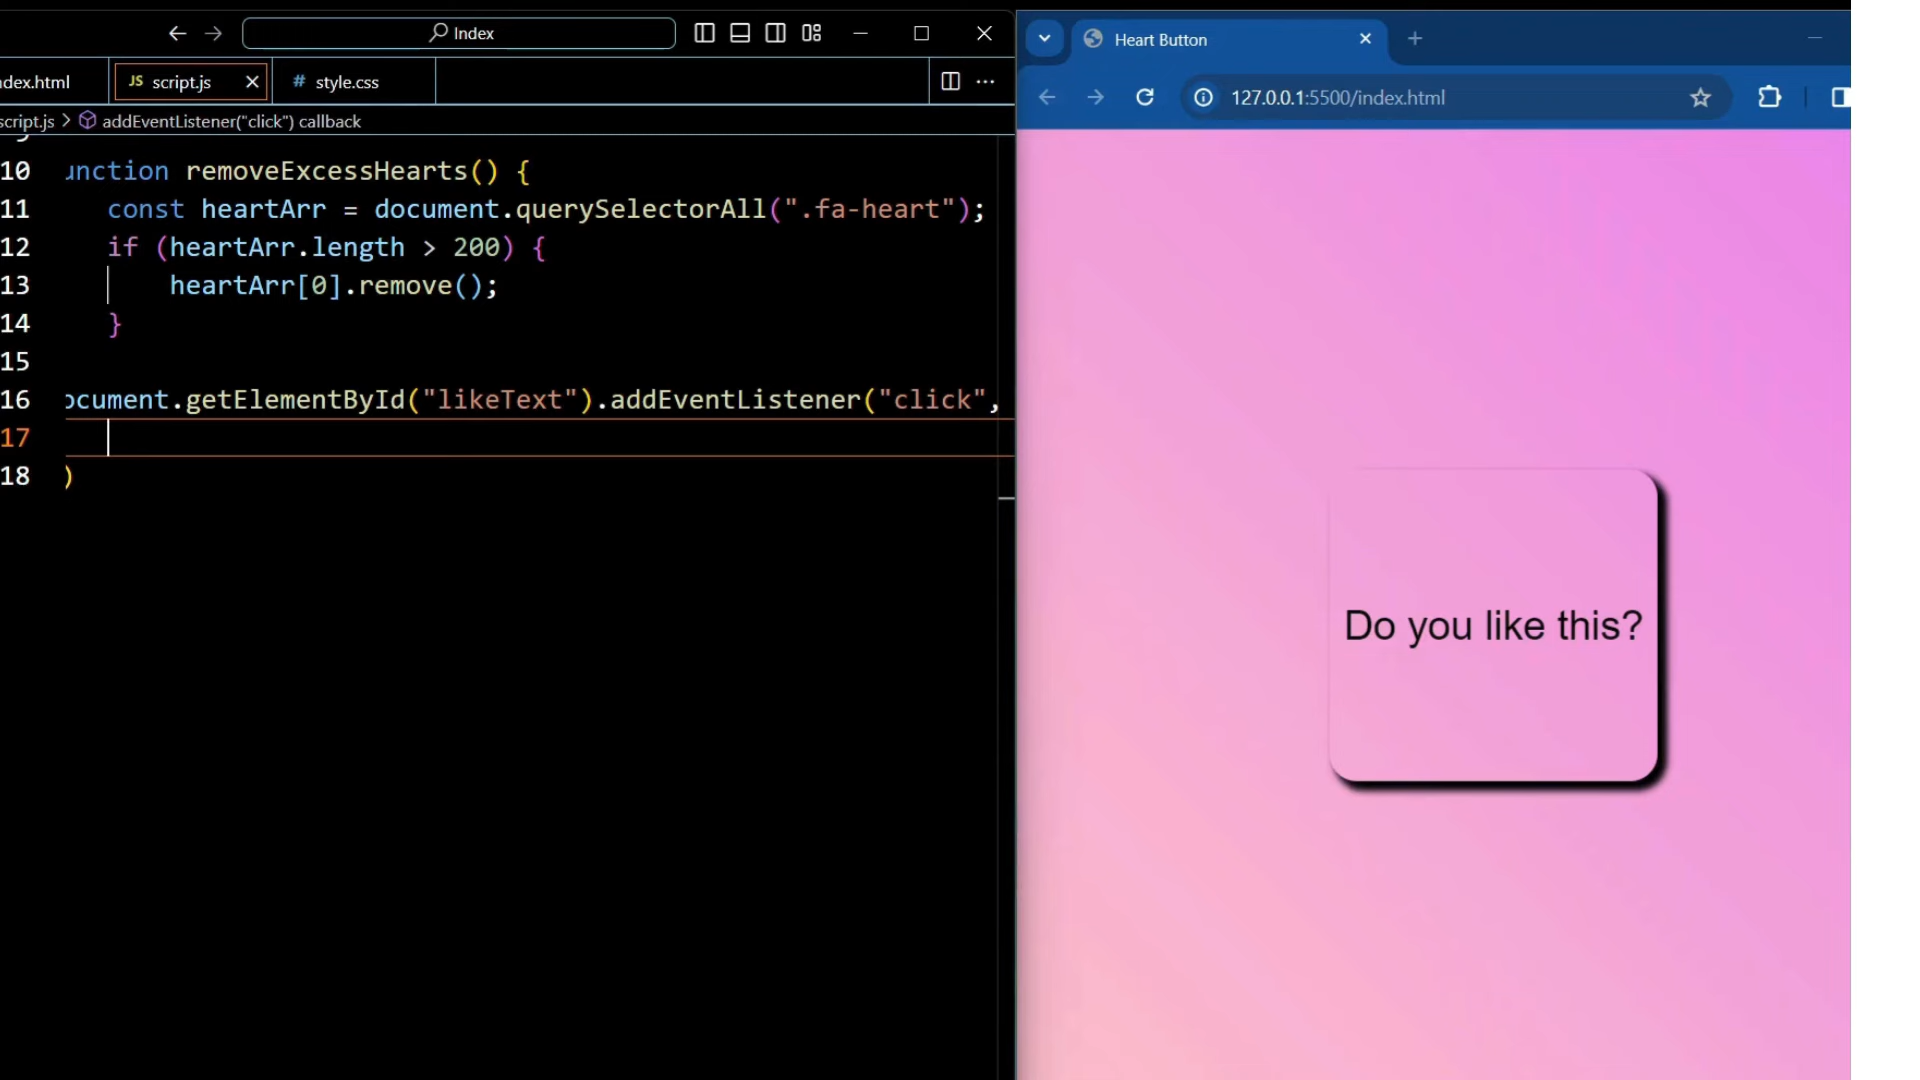 Index
ndex.html
JS script.js
# style.css
script.js > addEventListener("click") callback
10 unction removeExcessHearts() {
11 const heartArr = document.querySelectorAll(".fa-heart");
12 if (heartArr.length > 200) {
13 heartArr[0].remove();
14 }
15
16 ocument.getElementById("likeText").addEventListener("click",
17
18 )
Heart Button
127.0.0.1:5500/index.html
Do you like this?